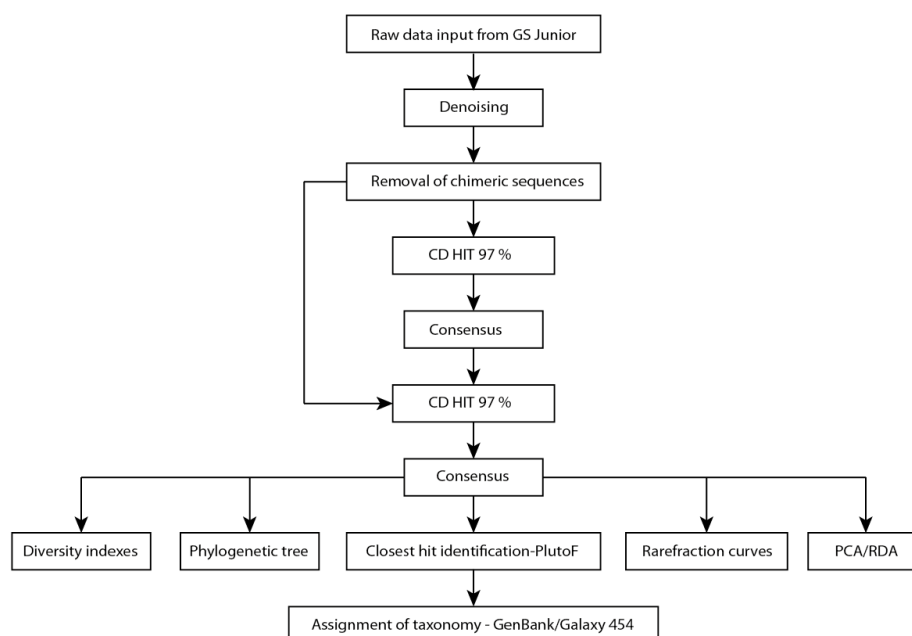 Raw data input from GS Junior
Denoising
Removal of chimeric sequences
CD HIT 97 %
Consensus
CD HIT 97 %
Consensus
Diversity indexes
Phylogenetic tree
Closest hit identification-PlutoF
Rarefraction curves
PCA/RDA
Assignment of taxonomy - GenBank/Galaxy 454